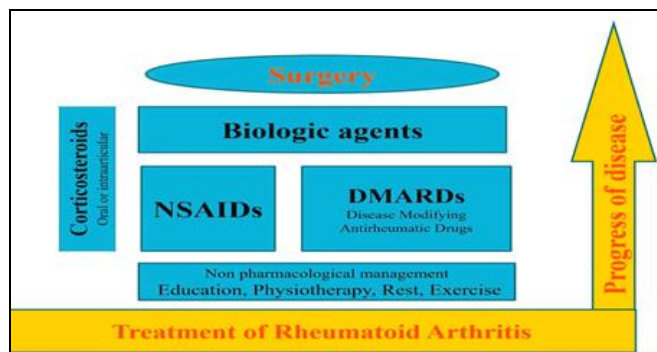 Surgery
Biologic agents
Corticosteroids
Oral or intraarticular
NSAIDs
DMARDs
Disease Modifying
Antirheumatic Drugs
Non pharmacological management
Education, Physiotherapy, Rest, Exercise
Progress of disease
Treatment of Rheumatoid Arthritis